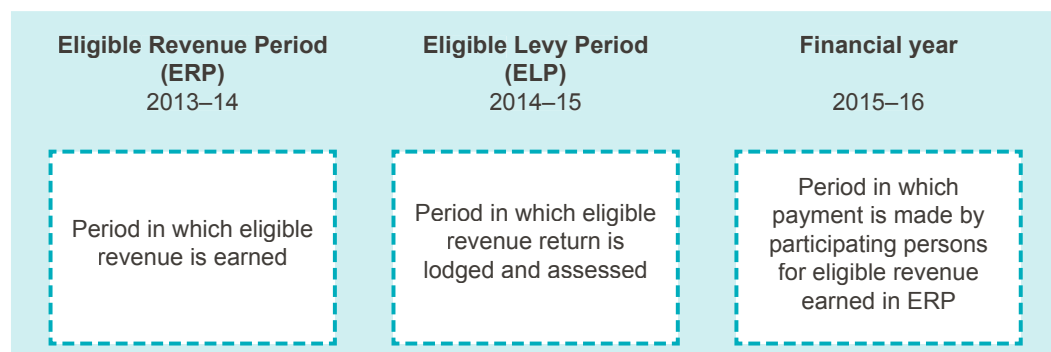 Eligible Revenue Period
(ERP)
2013–14
Eligible Levy Period
(ELP)
2014–15
Financial year
2015–16
Period in which eligible
revenue is earned
Period in which eligible
revenue return is
lodged and assessed
Period in which
payment is made by
participating persons
for eligible revenue
earned in ERP